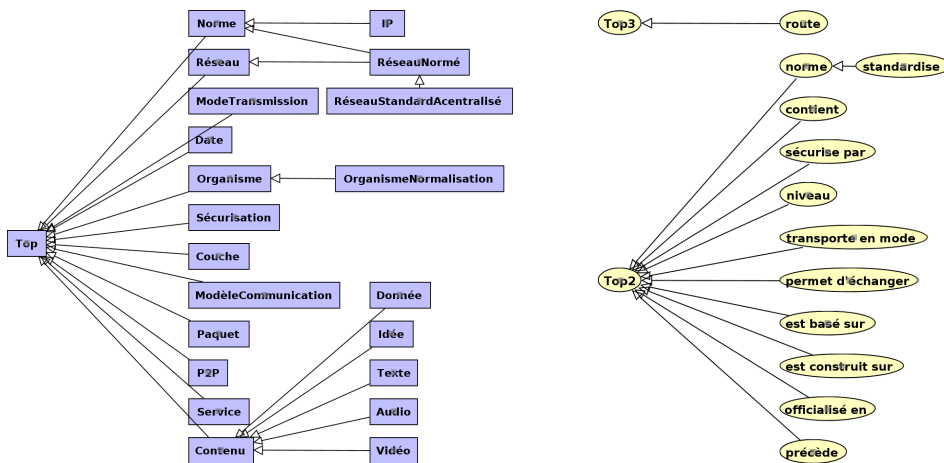 Norme
IP
Top3
route
Réseau
RéseauNormé
norme
standardise
ModeTransmission
RéseauStandardAcentralisé
contient
Date
sécurise par
Organisme
OrganismeNormalisation
niveau
Sécurisation
Top
transporte en mode
Couche
Top2
permet d'échanger
ModèleCommunication
Donnée
est basé sur
Paquet
Idée
est construit sur
P2P
Texte
Service
Audio
officialisé en
Contenu
Vidéo
précède